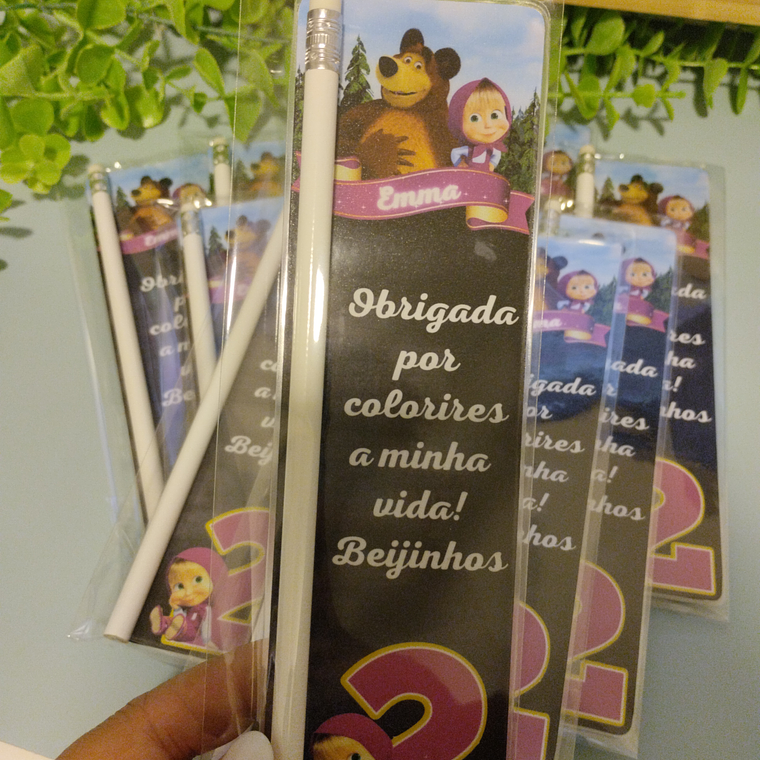 Emma
Obrigada
por
colorires
a minha
vida!
Beijinhos
2